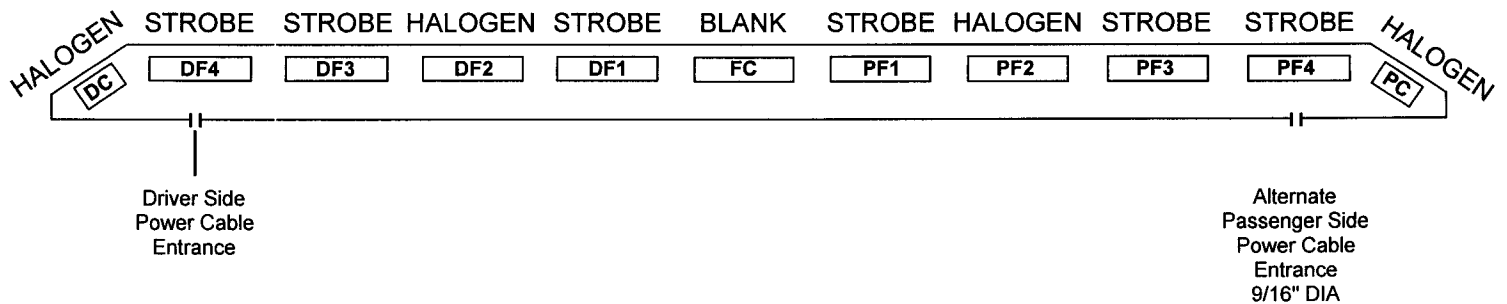 HALOGEN STROBE STROBE HALOGEN STROBE BLANK STROBE HALOGEN STROBE STROBE HALOGEN
DC DF4 DF3 DF2 DF1 FC PF1 PF2 PF3 PF4 PC
Driver Side
Power Cable
Entrance
Alternate
Passenger Side
Power Cable
Entrance
9/16" DIA